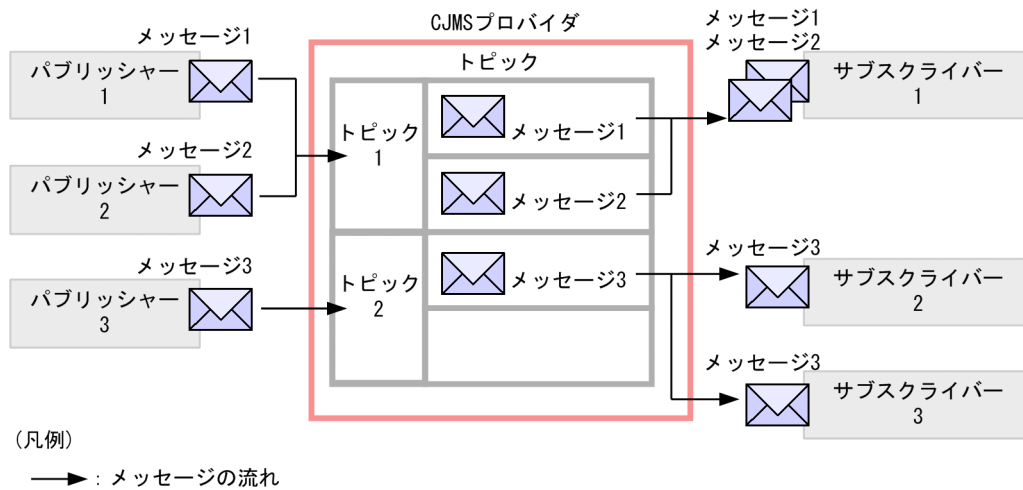 CJMSプロバイダ
トピック
メッセージ1
パブリッシャー
1
メッセージ2
パブリッシャー
2
メッセージ3
パブリッシャー
3
トピック
1
メッセージ1
メッセージ2
トピック
2
メッセージ3
メッセージ1
メッセージ2
サブスクライバー
1
メッセージ3
サブスクライバー
2
メッセージ3
サブスクライバー
3
(凡例)
:メッセージの流れ